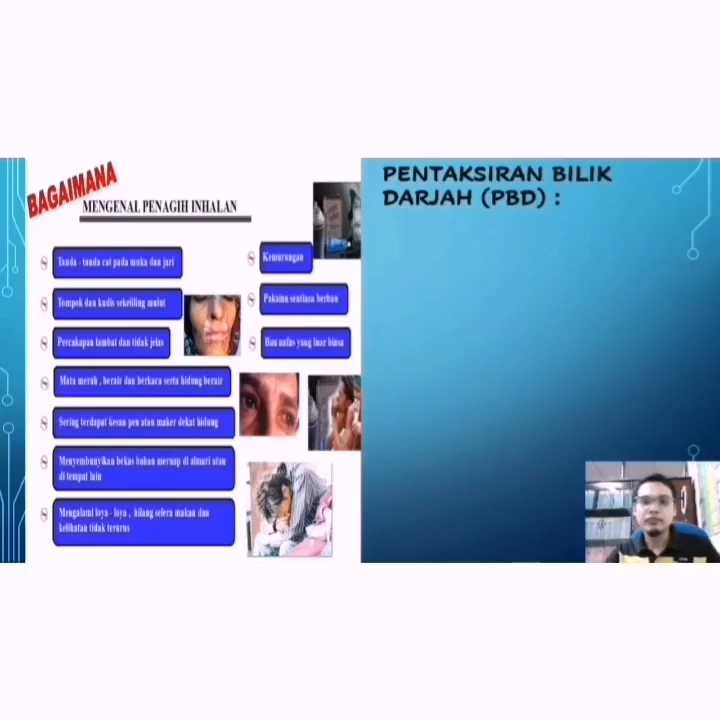 BAGAIMANA
MENGENAL PENAGIH INHALAN
Tanda - tanda cat pada muka dan jari
Tompok dan kudis sekeliling mulut
Percakapan lambat dan tidak jelas
Mata merah , berair dan berkaca serta hidung berair
Sering terdapat kesan pen atau maker dekat hidung
Menyembunyikan bekas bahan meruap di almari atau
di tempat lain
Mengalami loya - loya , hilang selera makan dan
kelihatan tidak terurus
Kemurungan
Pakaian sentiasa berbau
Bau nafas yang luar biasa
PENTAKSIRAN BILIK
DARJAH (PBD) :